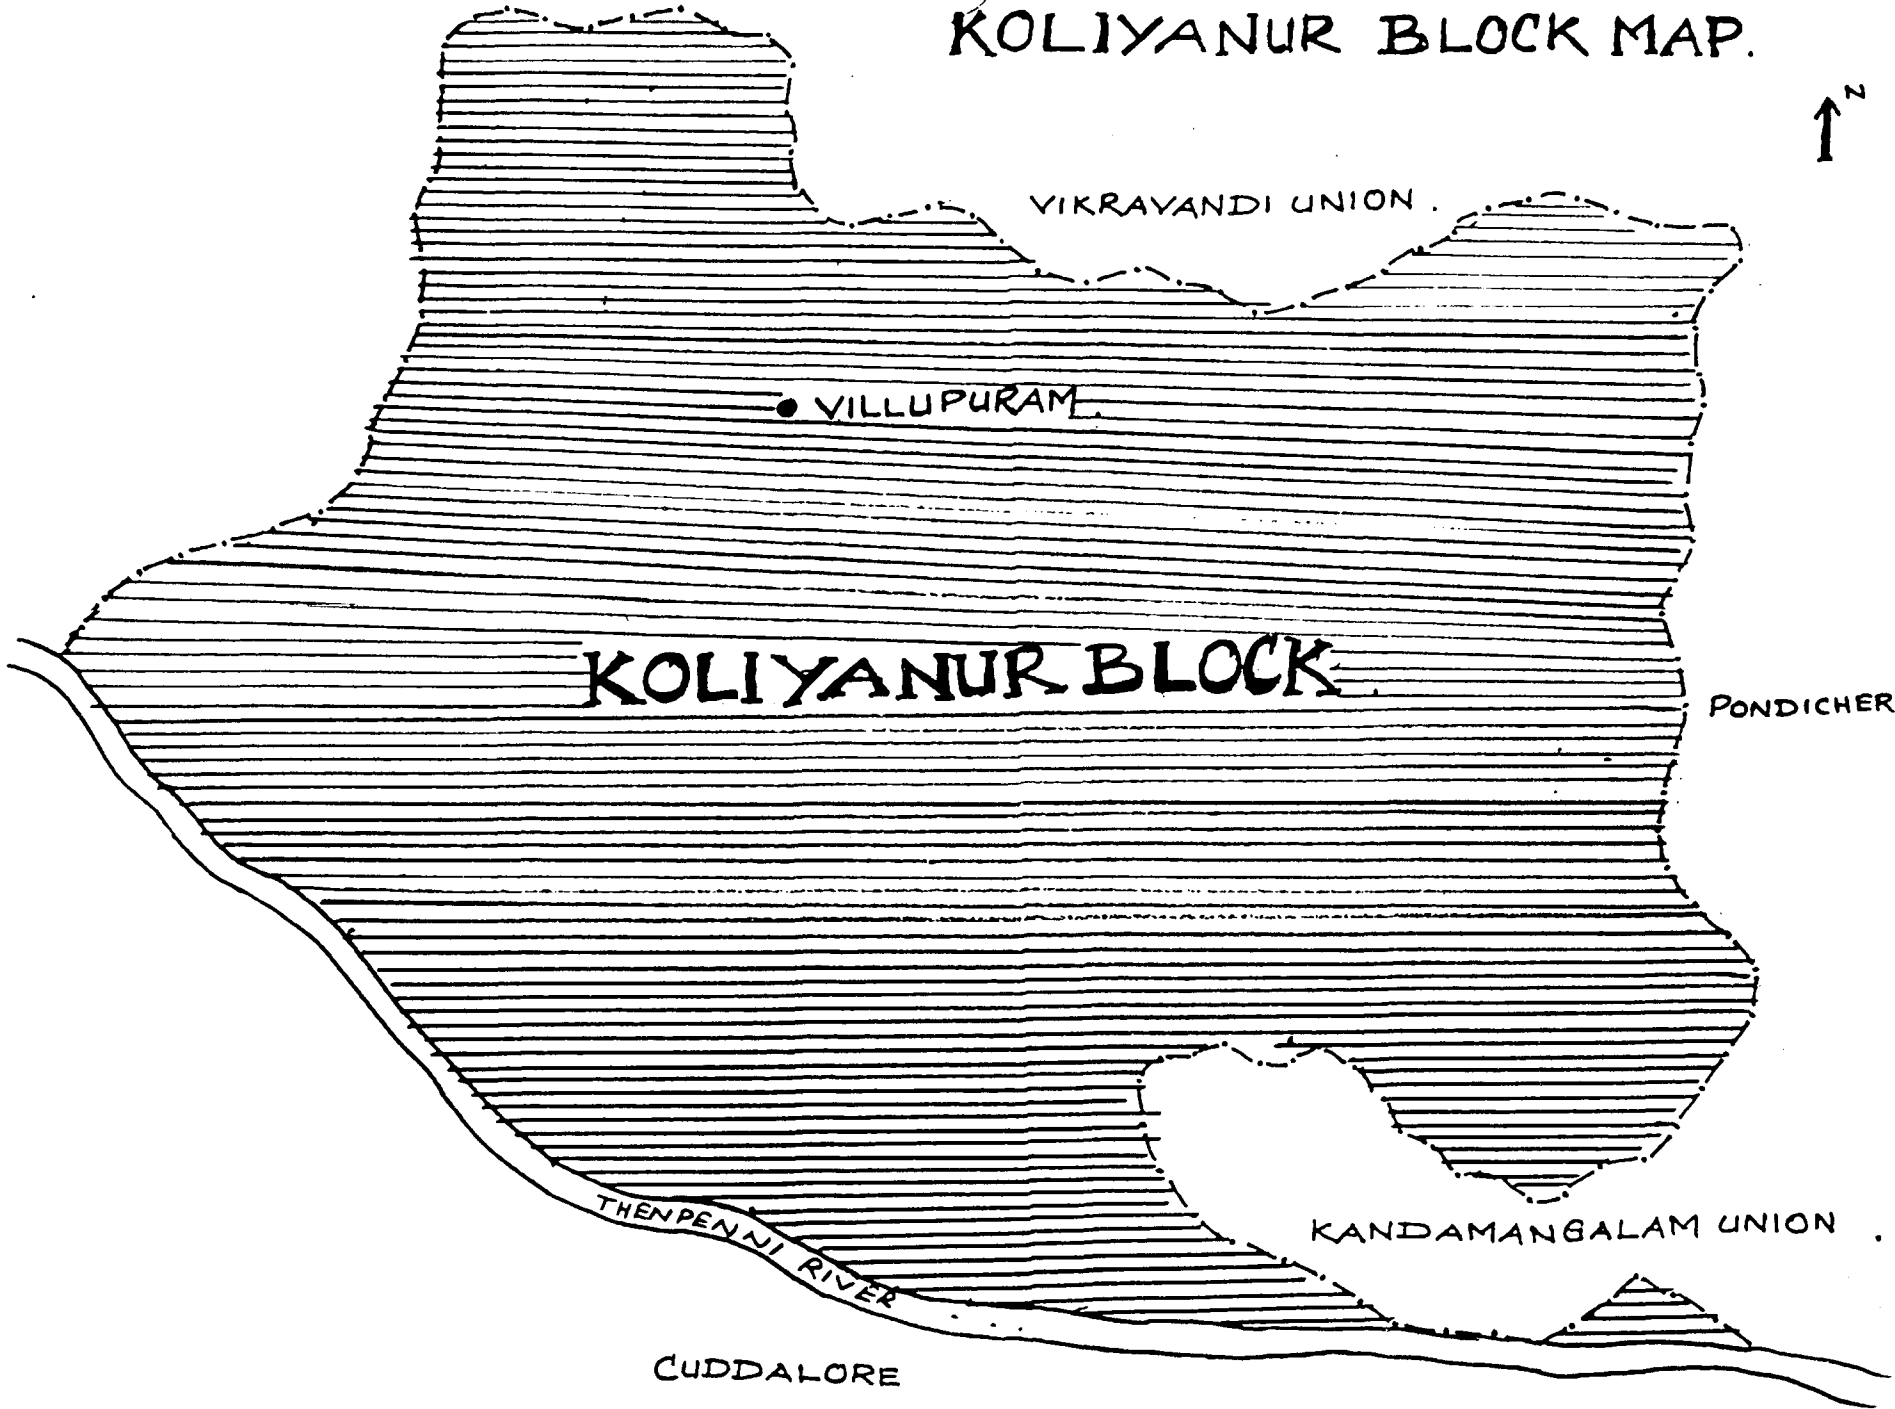 KOLIYANUR BLOCK MAP.
N
VIKRAVANDI UNION.
VILLUPURAM.
KOLIYANUR BLOCK.
PONDICHER
KANDAMANGALAM UNION.
THENPENNI RIVER
CUDDALORE